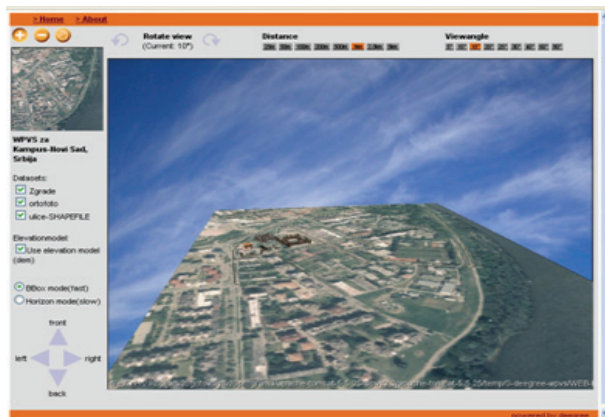 > Home > About
Rotate view
(Current: 10°)
Distance
Viewangle
WPVS za
Kampus-Novi Sad,
Srbija
Datasets:
Zgrade
ortofoto
ulice-SHAPEFILE
Elevationmodel:
Use elevation model
(dem)
BBox mode(fast)
Horizon mode(slow)
front
left
right
back
powered by deegree